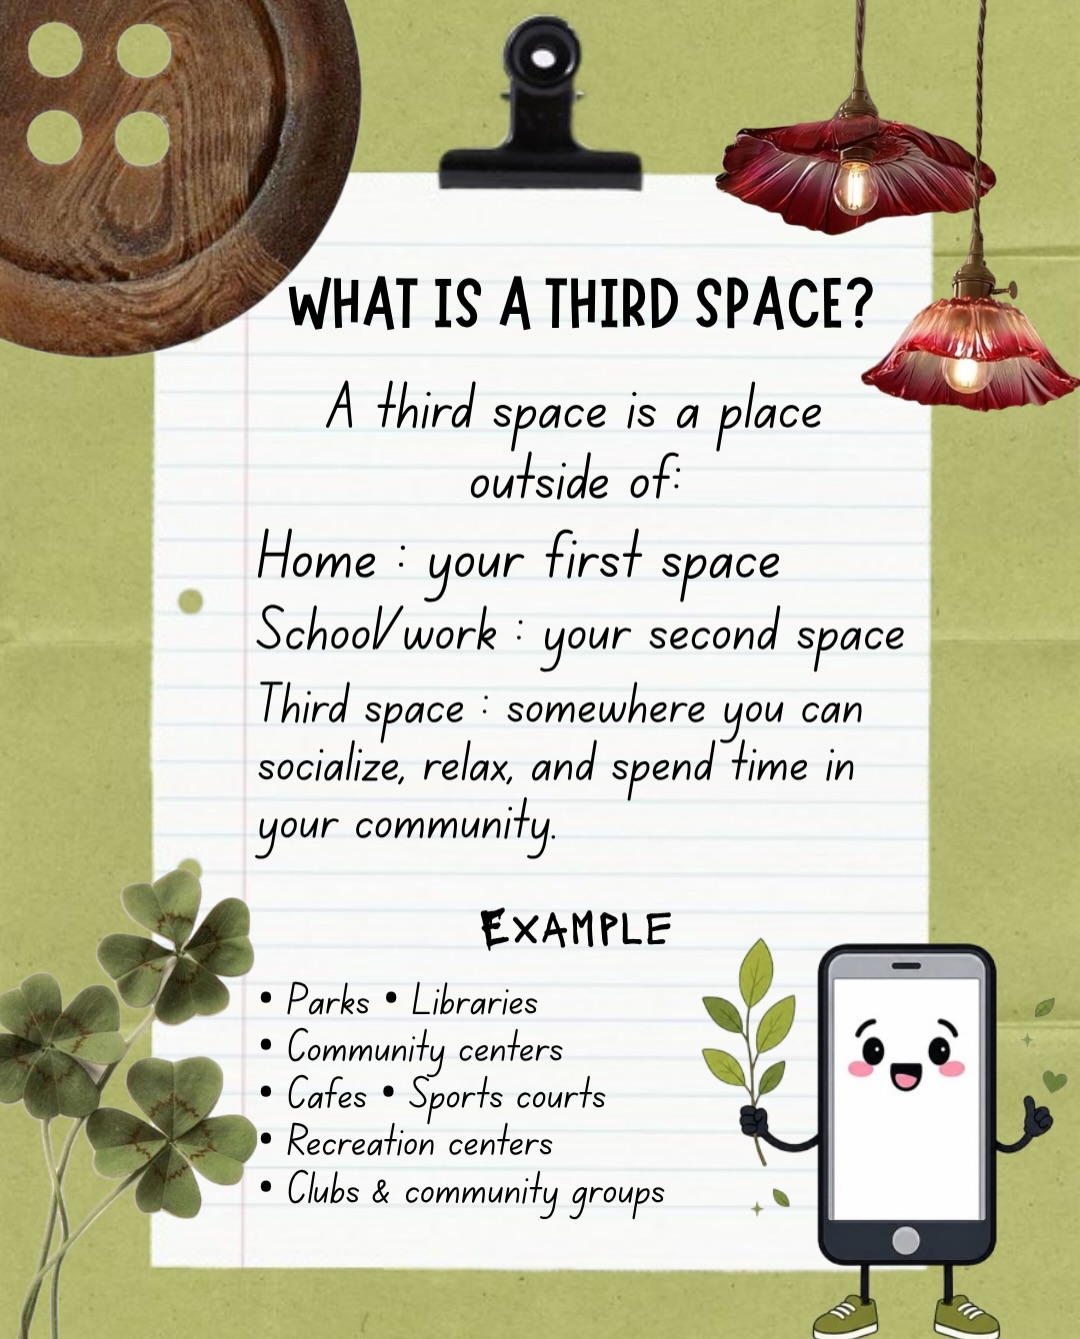 WHAT IS A THIRD SPACE?
A third space is a place
outside of:
Home : your first space
School/work : your second space
Third space : somewhere you can
socialize, relax, and spend time in
your community.
EXAMPLE
• Parks • Libraries
• Community centers
• Cafes • Sports courts
• Recreation centers
• Clubs & community groups